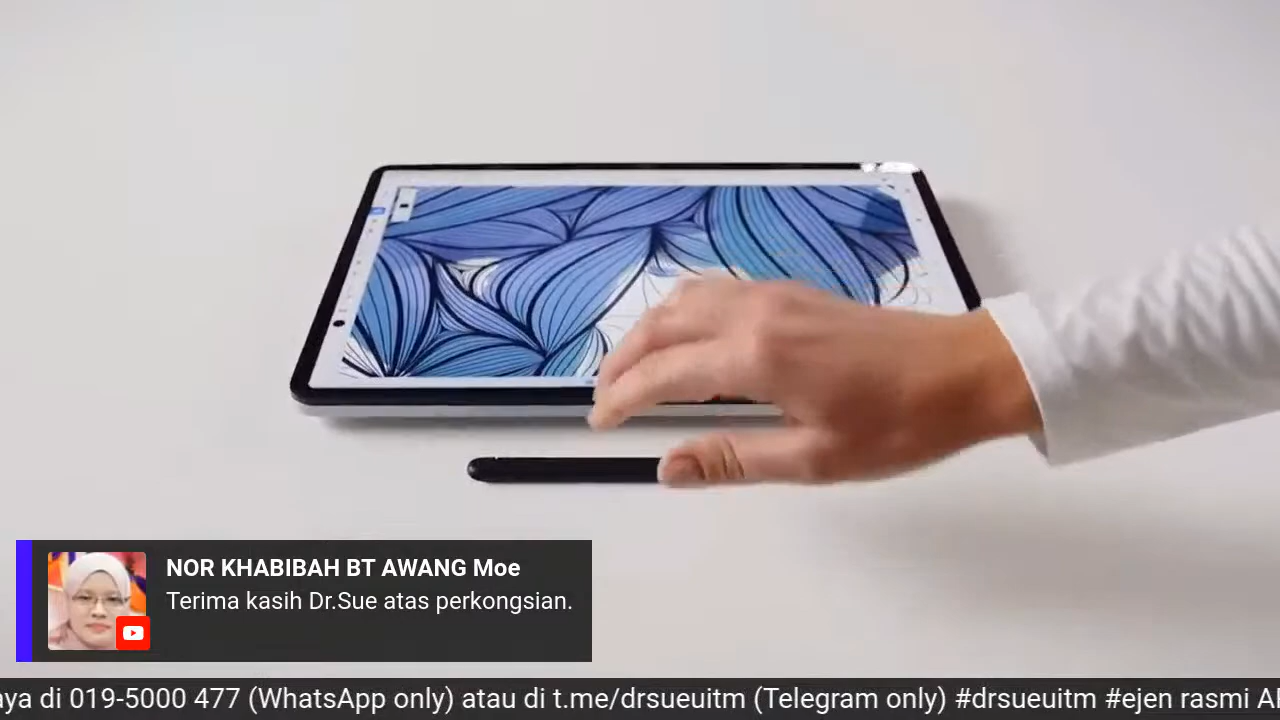 NOR KHABIBAH BT AWANG Moe
Terima kasih Dr.Sue atas perkongsian.
aya di 019-5000 477 (WhatsApp only) atau di t.me/drsueuitm (Telegram only) #drsueuitm #ejen rasmi